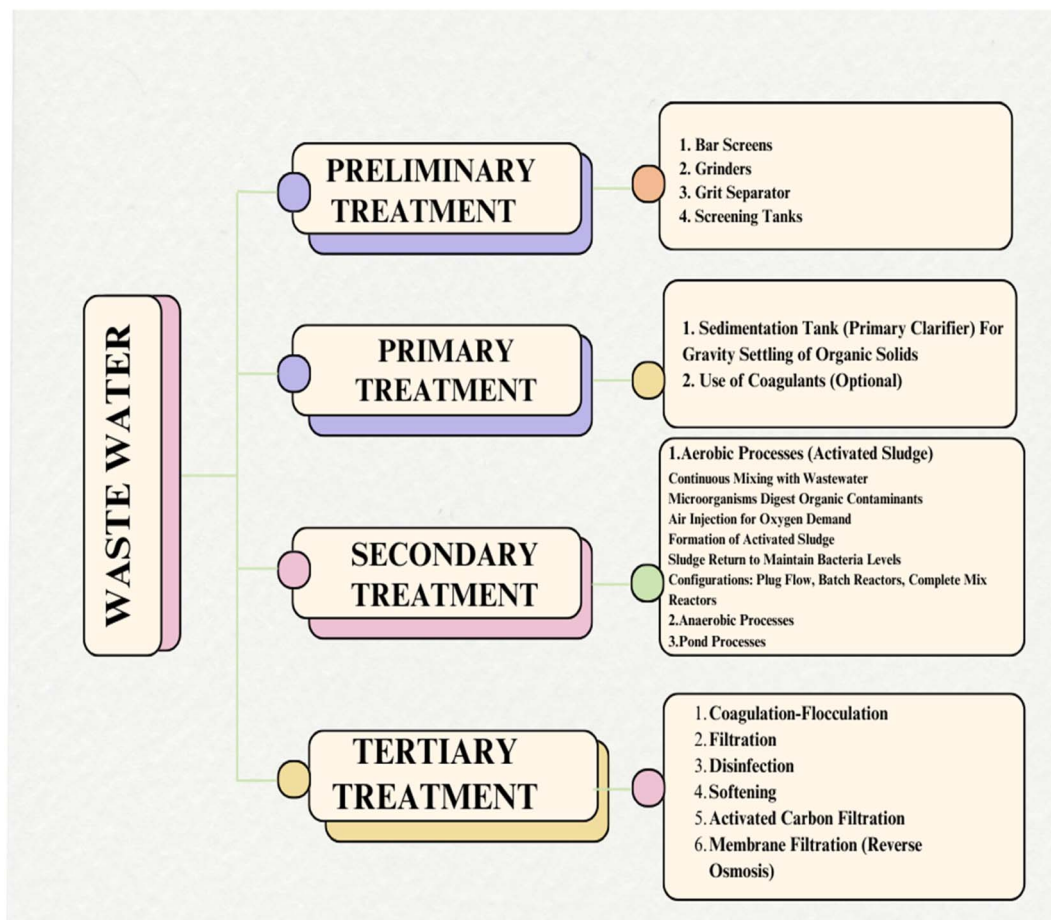 WASTE WATER
PRELIMINARY
TREATMENT
1. Bar Screens
2. Grinders
3. Grit Separator
4. Screening Tanks
PRIMARY
TREATMENT
1. Sedimentation Tank (Primary Clarifier) For
Gravity Settling of Organic Solids
2. Use of Coagulants (Optional)
SECONDARY
TREATMENT
1.Aerobic Processes (Activated Sludge)
Continuous Mixing with Wastewater
Microorganisms Digest Organic Contaminants
Air Injection for Oxygen Demand
Formation of Activated Sludge
Sludge Return to Maintain Bacteria Levels
Configurations: Plug Flow, Batch Reactors, Complete Mix
Reactors
2.Anaerobic Processes
3.Pond Processes
TERTIARY
TREATMENT
1. Coagulation-Flocculation
2. Filtration
3. Disinfection
4. Softening
5. Activated Carbon Filtration
6. Membrane Filtration (Reverse
Osmosis)